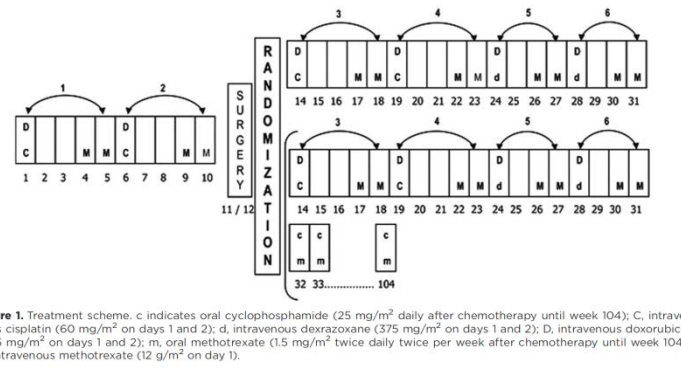 1 2
D D
C M M C M M
1 2 3 4 5 6 7 8 9 10
SURGERY
11 / 12
RANDOMIZATION
3 4 5 6
D D D D
C M M C M M d M M d M M
14 15 16 17 18 19 20 21 22 23 24 25 26 27 28 29 30 31
3 4 5 6
D D D D
C M M C M M d M M d M M
14 15 16 17 18 19 20 21 22 23 24 25 26 27 28 29 30 31
c c c
m m m
32 33................ 104
re 1. Treatment scheme. c indicates oral cyclophosphamide (25 mg/m² daily after chemotherapy until week 104); C, intrave
s cisplatin (60 mg/m² on days 1 and 2); d, intravenous dexrazoxane (375 mg/m² on days 1 and 2); D, intravenous doxorubic
mg/m² on days 1 and 2); m, oral methotrexate (1.5 mg/m² twice daily twice per week after chemotherapy until week 104
travenous methotrexate (12 g/m² on day 1).